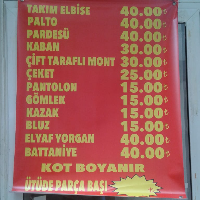 TAKIM ELBİSE 40.00₺
PALTO 40.00₺
PARDESÜ 40.00₺
KABAN 30.00₺
ÇİFT TARAFLI MONT 30.00₺
ÇEKET 25.00₺
PANTOLON 15.00₺
GÖMLEK 15.00₺
KAZAK 15.00₺
BLUZ 15.00₺
ELYAF YORGAN 40.00₺
BATTANİYE 40.00₺
KOT BOYANIR
ÜTÜDE PARÇA BAŞI